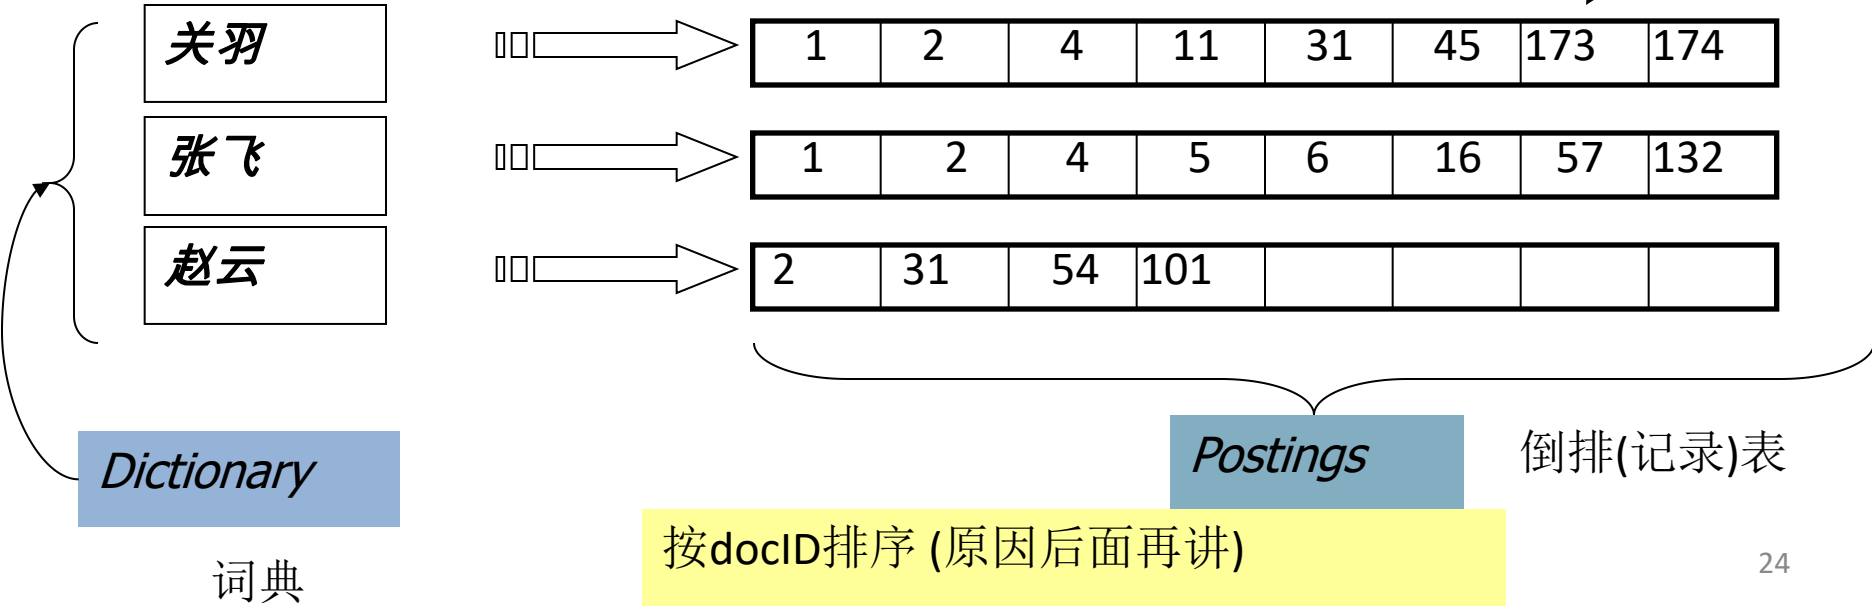 关羽 1 2 4 11 31 45 173 174
张飞 1 2 4 5 6 16 57 132
赵云 2 31 54 101
Dictionary
Postings
倒排(记录)表
按docID排序 (原因后面再讲)
词典
24